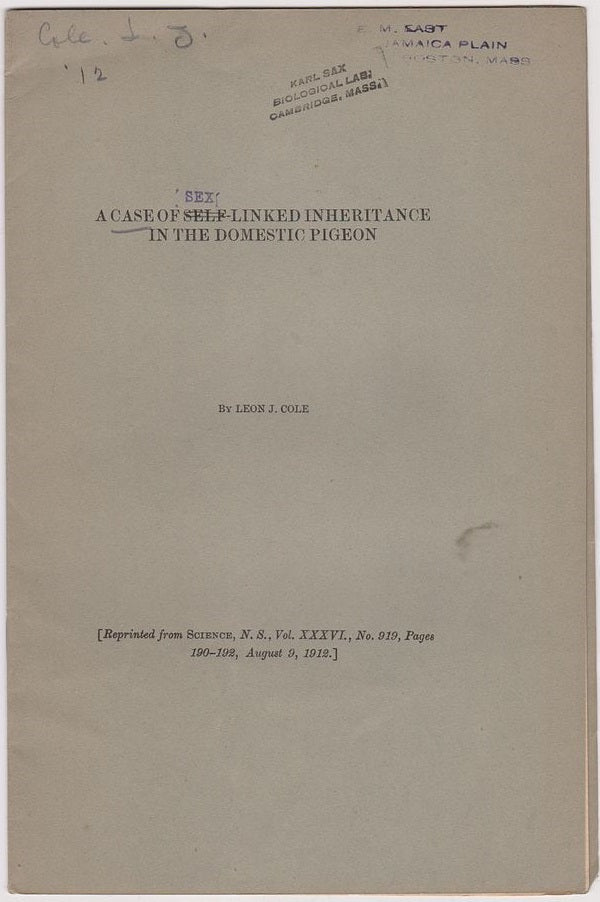 Cole. L. J.
'12
M. EAST
JAMAICA PLAIN
BOSTON, MASS
KARL SAX
BIOLOGICAL LAB.
CAMBRIDGE, MASS.
SEX
A CASE OF SELF-LINKED INHERITANCE
IN THE DOMESTIC PIGEON
By LEON J. COLE
[Reprinted from SCIENCE, N. S., Vol. XXXVI., No. 919, Pages
190–192, August 9, 1912.]